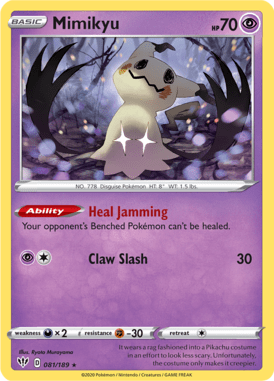 BASIC Mimikyu HP 70
NO. 778 Disguise Pokémon HT. 8" WT. 1.5 lbs.
Ability Heal Jamming
Your opponent's Benched Pokémon can't be healed.
Claw Slash 30
weakness ×2 resistance -30 retreat
Illus. Kyoko Murayama
D 081/189 ★
It wears a rag fashioned into a Pikachu costume
in an effort to look less scary. Unfortunately,
the costume only makes it creepier.
©2020 Pokémon / Nintendo / Creatures / GAME FREAK